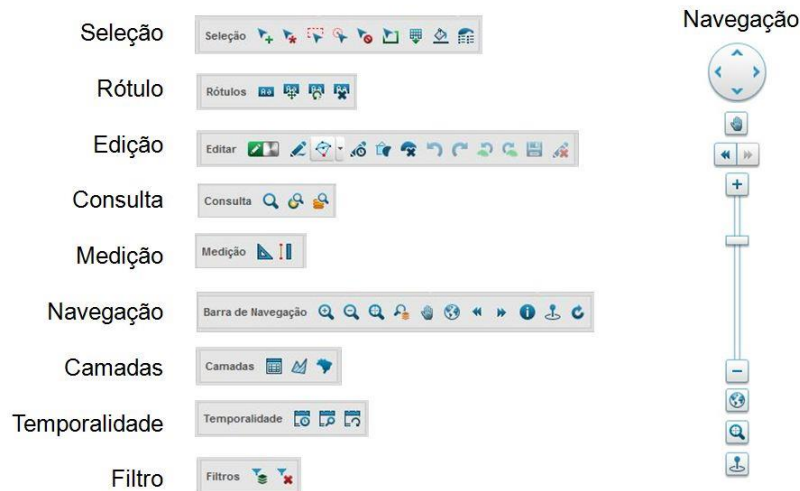 Navegação
Seleção
Seleção
Rótulo
Rótulos
Edição
Editar
Consulta
Consulta
Medição
Medição
Navegação
Barra de Navegação
Camadas
Camadas
Temporalidade
Temporalidade
Filtro
Filtros